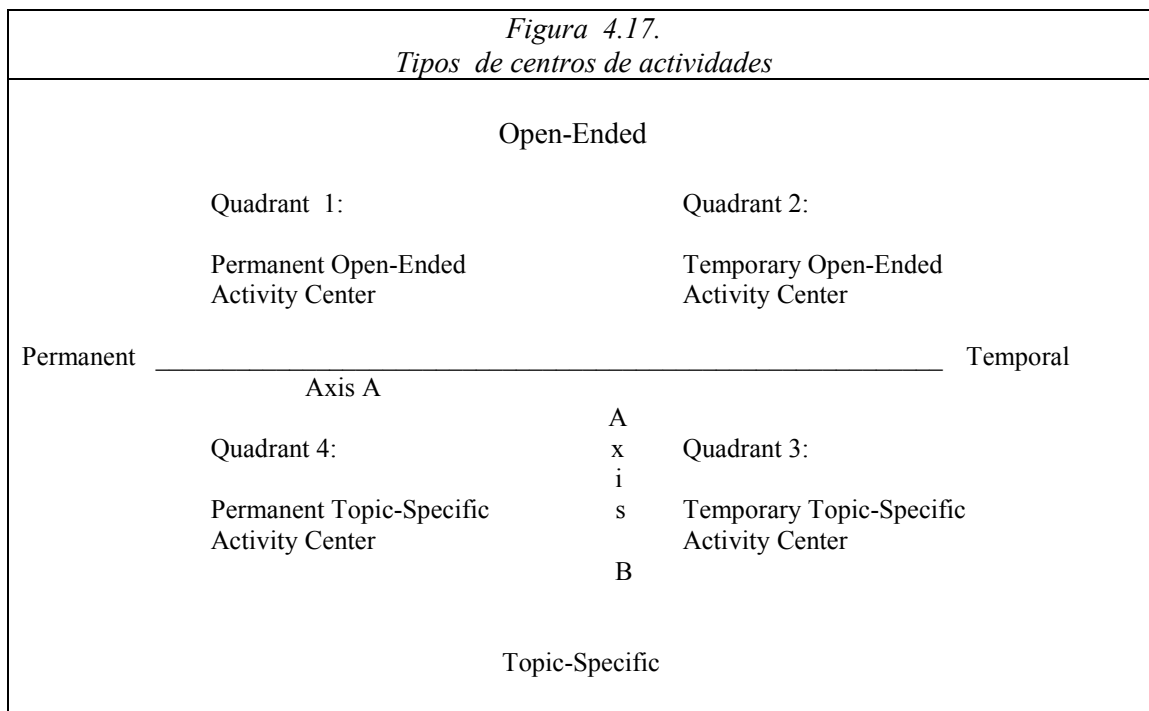 Figura 4.17.
Tipos de centros de actividades
Open-Ended
Quadrant 1:
Quadrant 2:
Permanent Open-Ended
Activity Center
Temporary Open-Ended
Activity Center
Permanent
Temporal
Axis A
Axis B
Quadrant 4:
Quadrant 3:
Permanent Topic-Specific
Activity Center
Temporary Topic-Specific
Activity Center
Topic-Specific